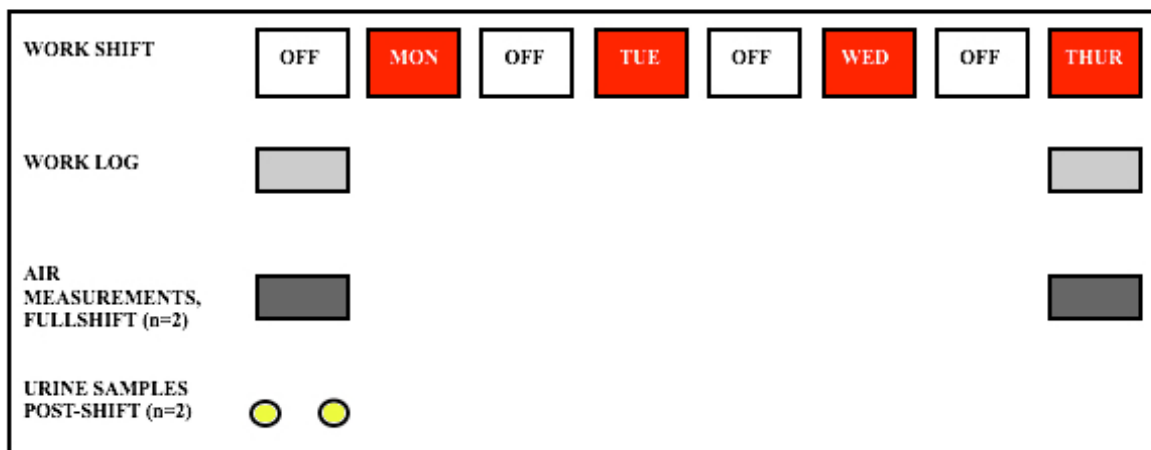 WORK SHIFT
OFF MON OFF TUE OFF WED OFF THUR
WORK LOG
AIR
MEASUREMENTS,
FULLSHIFT (n=2)
URINE SAMPLES
POST-SHIFT (n=2)